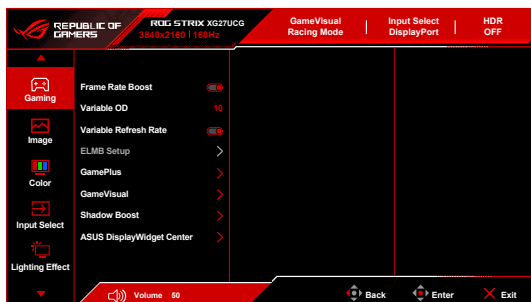 REPUBLIC OF
GAMERS
ROG STRIX XG27UCG
3840x2160 | 160Hz
GameVisual
Racing Mode
Input Select
DisplayPort
HDR
OFF
Gaming
Image
Color
Input Select
Lighting Effect
Frame Rate Boost
Variable OD 10
Variable Refresh Rate
ELMB Setup
GamePlus
GameVisual
Shadow Boost
ASUS DisplayWidget Center
Volume 50
Back
Enter
Exit